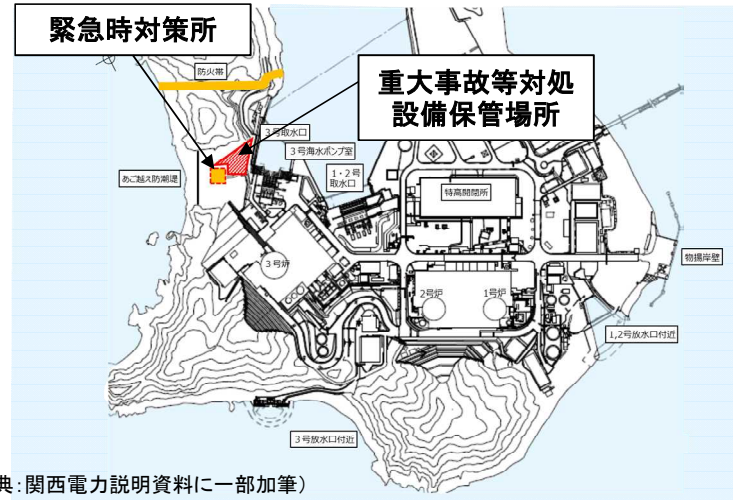 緊急時対策所
防火帯
重大事故等対処
設備保管場所
3号取水口
3号海水ポンプ室
1・2号
取水口
あご越え防潮堤
特高開閉所
3号炉
物揚岸壁
2号炉
1号炉
1,2号放水口付近
3号放水口付近
典:関西電力説明資料に一部加筆）